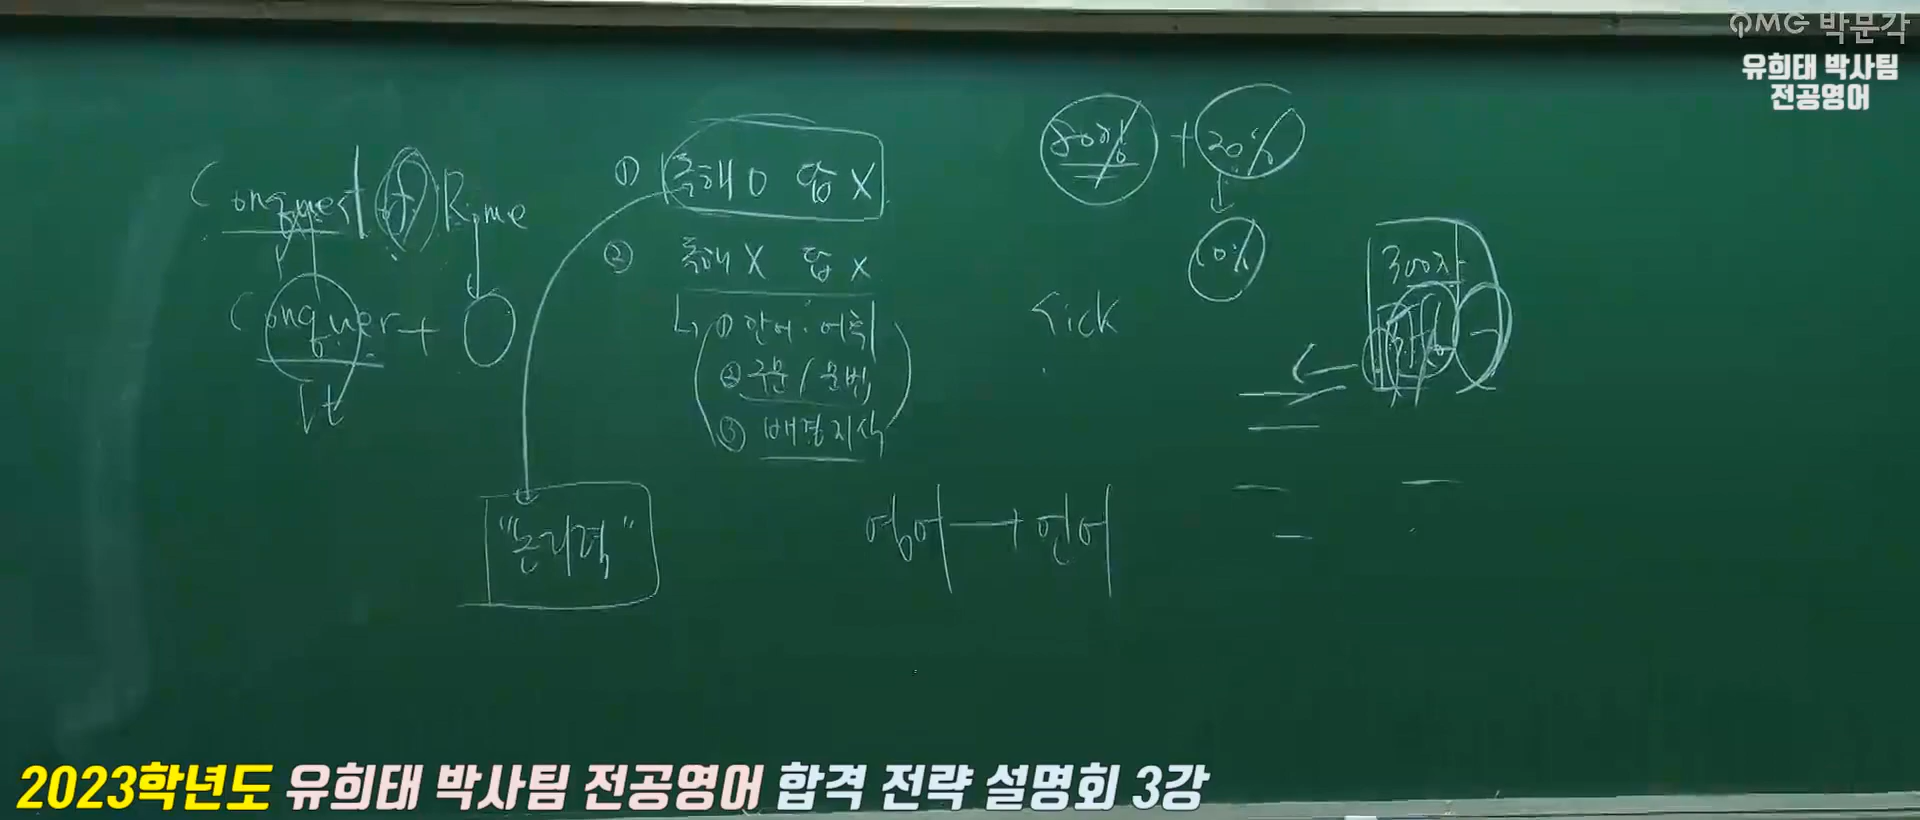 PMG 박문각
유희태 박사팀
전공영어
Conquest of Rome
Conquer + 
① 독해 O 답 X
② 독해 X 답 X
① 단어·어휘
② 구문 / 문법
③ 배경지식
"논리력"
80% + 20%
10%
Sick
300자
영어 → 언어
2023학년도 유희태 박사팀 전공영어 합격 전략 설명회 3강